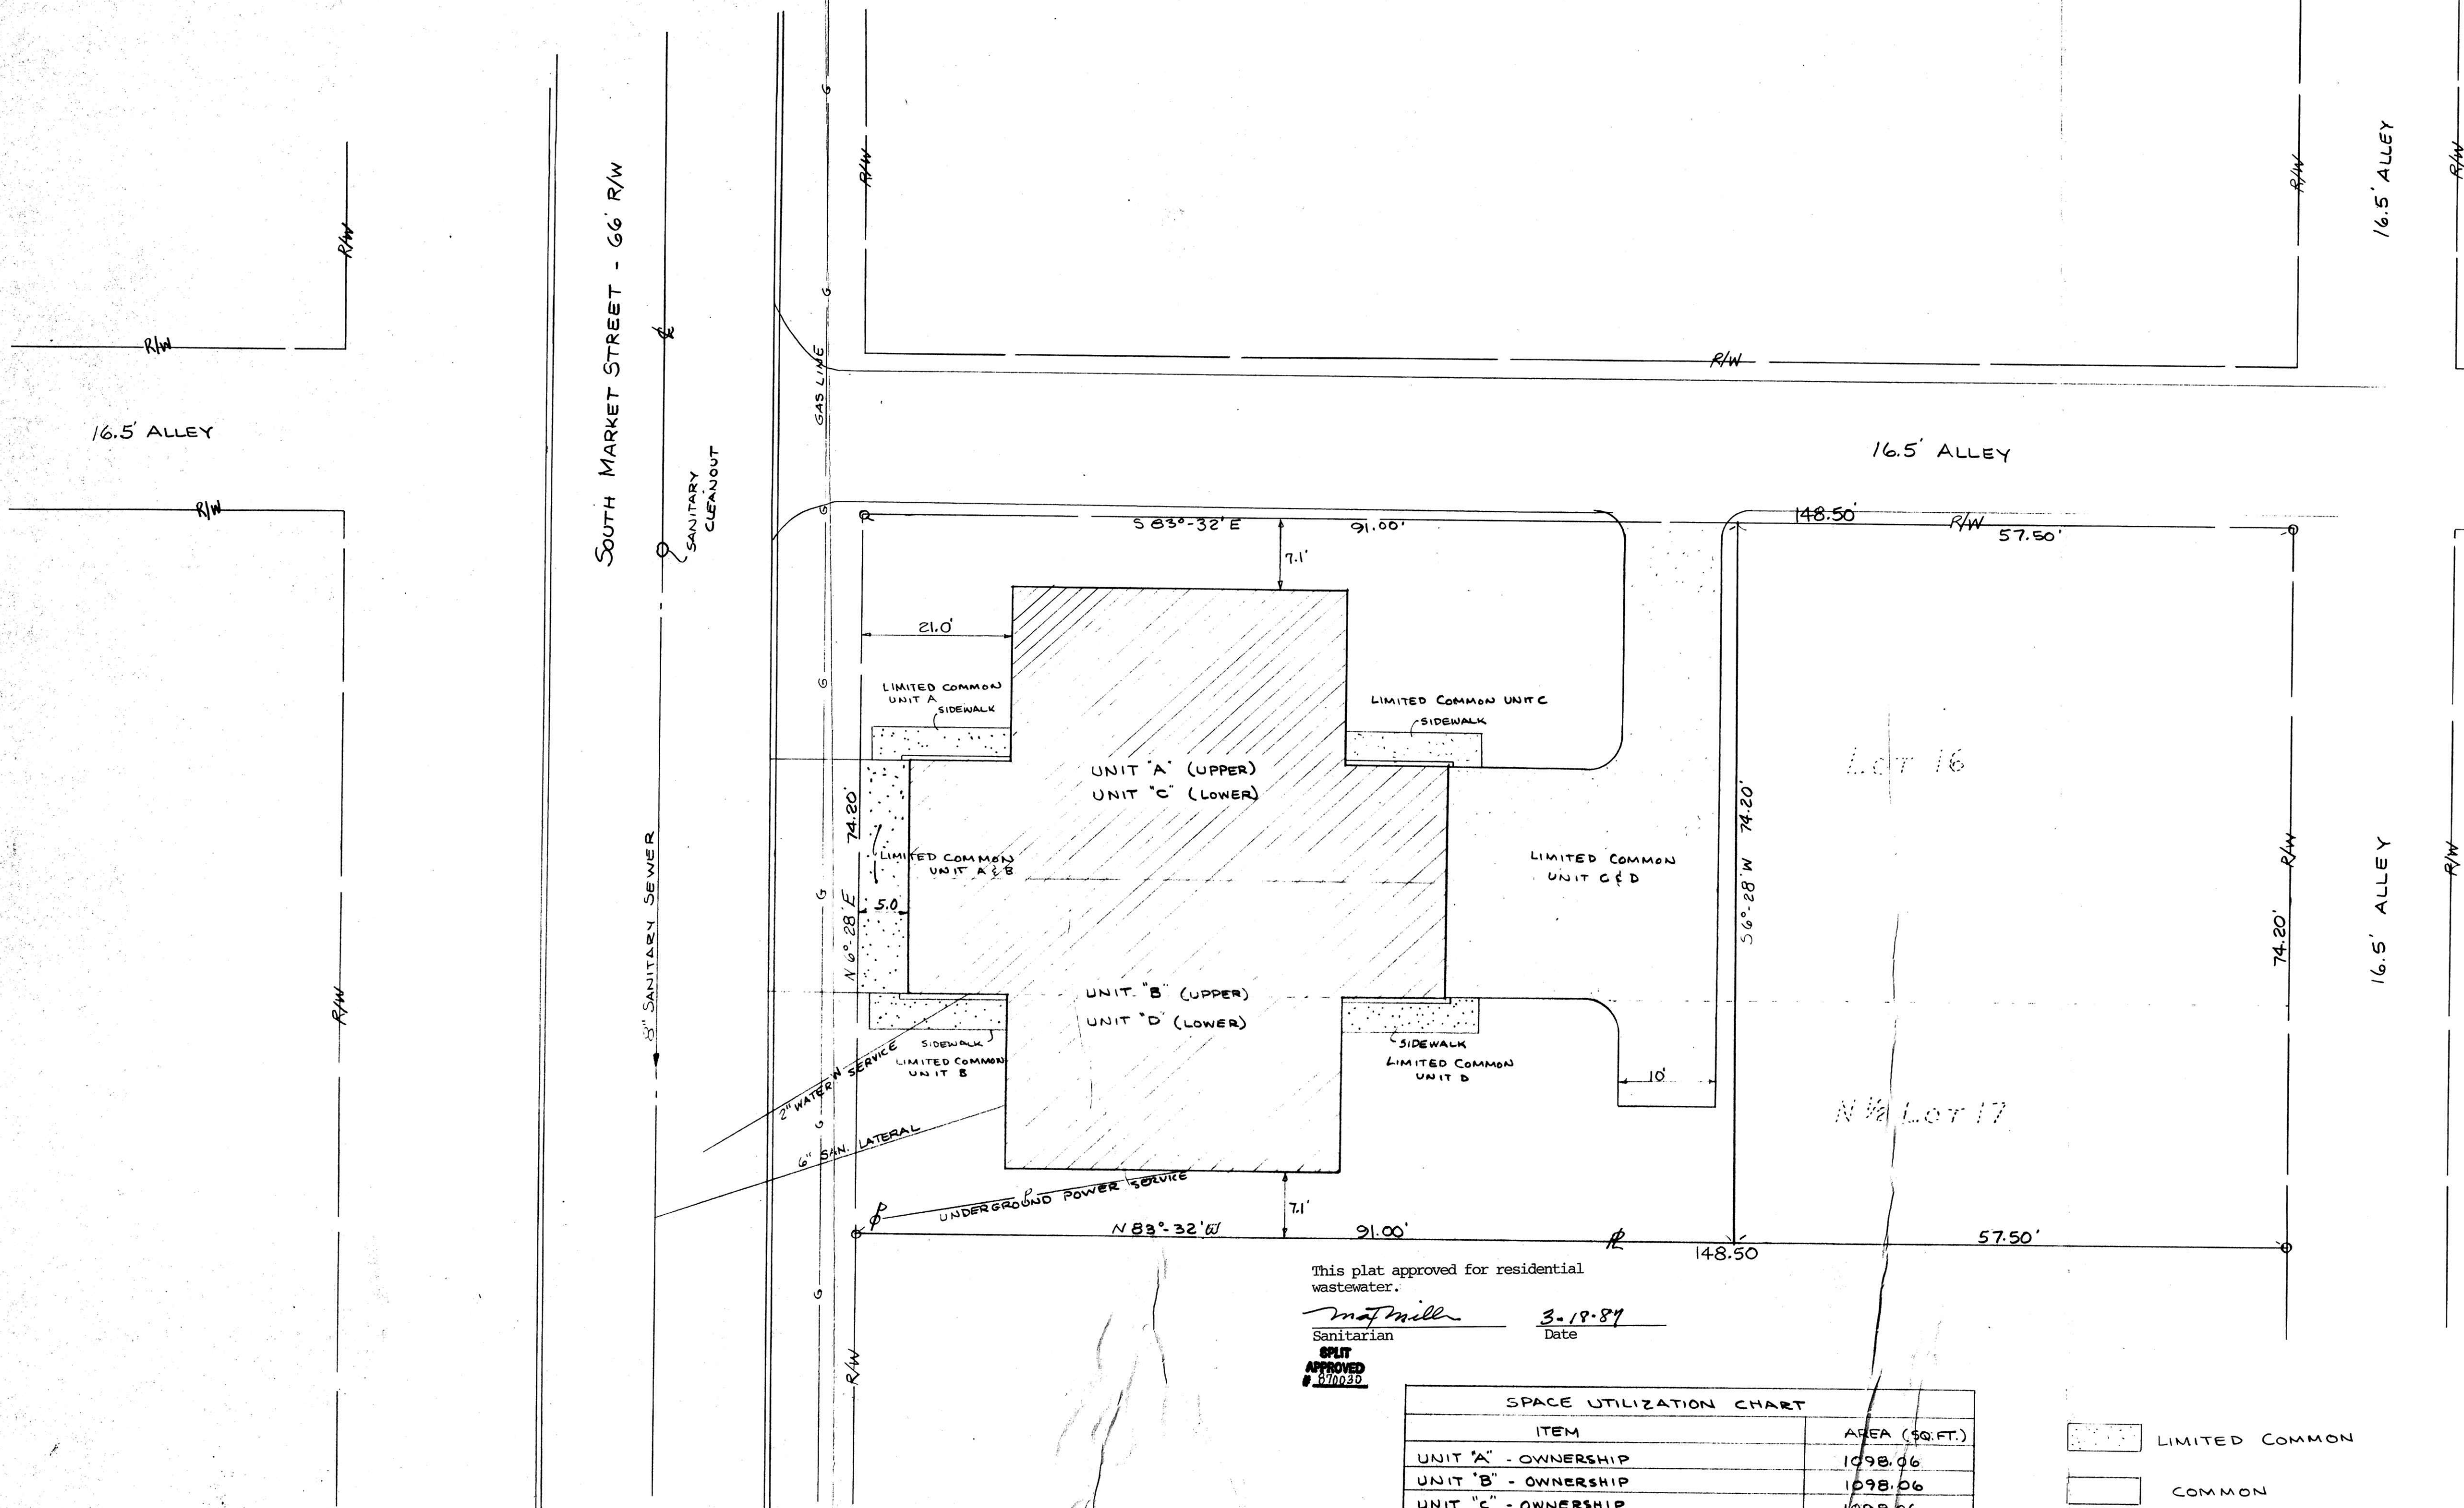 16.5' ALLEY
R/W
R/W
R/W
R/W
SOUTH MARKET STREET - 66' R/W
SANITARY
CLEANOUT
8" SANITARY SEWER
G
G
GAS LINE
G
G
G
G
G
R/W
R/W
R/W
R/W
16.5' ALLEY
16.5' ALLEY
S 83°-32' E 91.00'
148.50' R/W
57.50'
7.1'
21.0'
LIMITED COMMON
UNIT A
SIDEWALK
LIMITED COMMON UNIT C
SIDEWALK
UNIT "A" (UPPER)
UNIT "C" (LOWER)
LOT 16
N 6°-28' E 74.20'
LIMITED COMMON
UNIT A & B
5.0
LIMITED COMMON
UNIT C & D
S 6°-28' W 74.20'
74.20' R/W
16.5' ALLEY
R/W
UNIT "B" (UPPER)
UNIT "D" (LOWER)
SIDEWALK
LIMITED COMMON
UNIT B
SIDEWALK
LIMITED COMMON
UNIT D
10'
N ½ LOT 17
2" WATER SERVICE
W
6" SAN. LATERAL
UNDERGROUND POWER SERVICE
P
7.1'
N 83°-32' W 91.00'
148.50
57.50'
R/W
This plat approved for residential
wastewater.
3-18-87
Sanitarian Date
SPLIT
APPROVED
# 870030
SPACE UTILIZATION CHART
ITEM AREA (SQ.FT.)
UNIT "A" - OWNERSHIP 1098.06
UNIT "B" - OWNERSHIP 1098.06
UNIT "C" - OWNERSHIP
LIMITED COMMON
COMMON